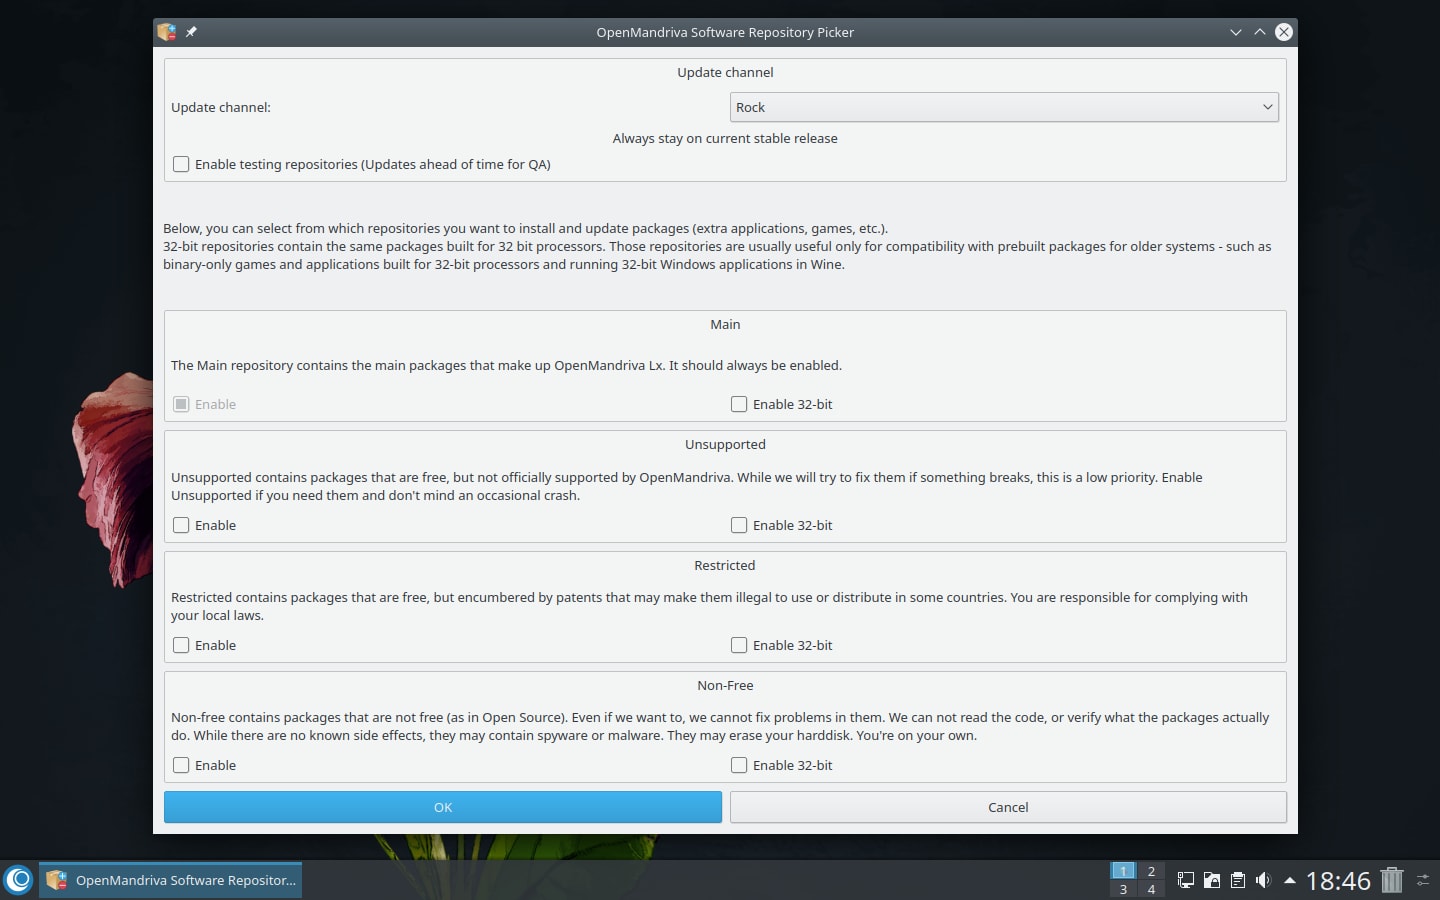 OpenMandriva Software Repository Picker
Update channel
Update channel:
Rock
Always stay on current stable release
Enable testing repositories (Updates ahead of time for QA)
Below, you can select from which repositories you want to install and update packages (extra applications, games, etc.).
32-bit repositories contain the same packages built for 32 bit processors. Those repositories are usually useful only for compatibility with prebuilt packages for older systems - such as
binary-only games and applications built for 32-bit processors and running 32-bit Windows applications in Wine.
Main
The Main repository contains the main packages that make up OpenMandriva Lx. It should always be enabled.
Enable
Enable 32-bit
Unsupported
Unsupported contains packages that are free, but not officially supported by OpenMandriva. While we will try to fix them if something breaks, this is a low priority. Enable
Unsupported if you need them and don't mind an occasional crash.
Enable
Enable 32-bit
Restricted
Restricted contains packages that are free, but encumbered by patents that may make them illegal to use or distribute in some countries. You are responsible for complying with
your local laws.
Enable
Enable 32-bit
Non-Free
Non-free contains packages that are not free (as in Open Source). Even if we want to, we cannot fix problems in them. We can not read the code, or verify what the packages actually
do. While there are no known side effects, they may contain spyware or malware. They may erase your harddisk. You're on your own.
Enable
Enable 32-bit
OK
Cancel
OpenMandriva Software Repositor...
1 2
3 4
18:46